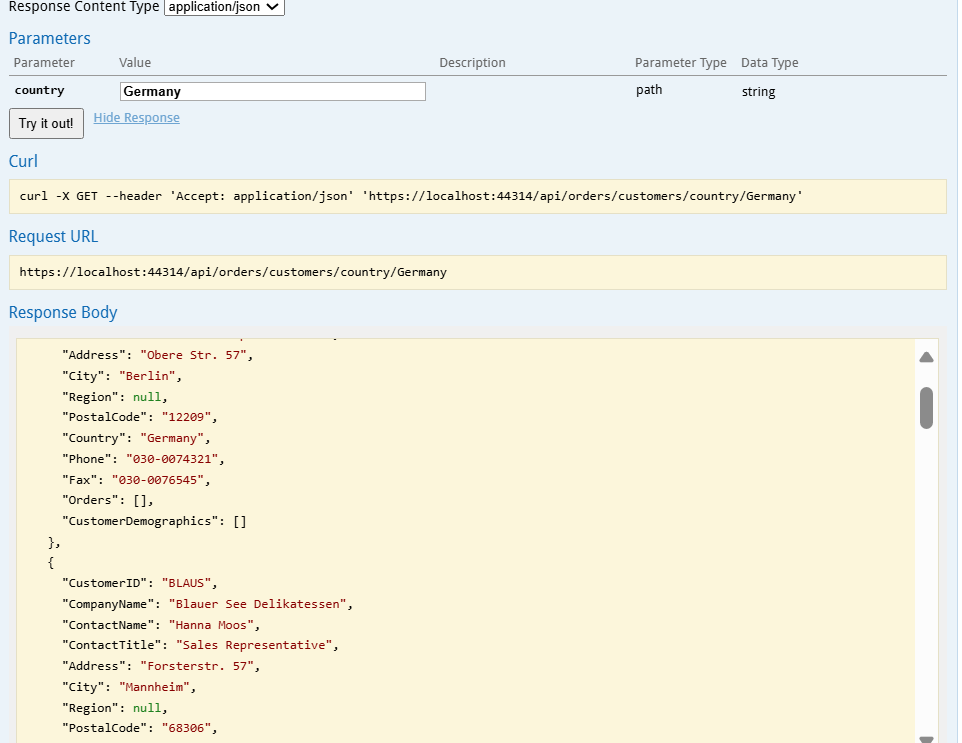 Response Content Type application/json
Parameters
Parameter Value Description Parameter Type Data Type
country Germany path string
Try it out! Hide Response
Curl
curl -X GET --header 'Accept: application/json' 'https://localhost:44314/api/orders/customers/country/Germany'
Request URL
https://localhost:44314/api/orders/customers/country/Germany
Response Body
"Address": "Obere Str. 57",
"City": "Berlin",
"Region": null,
"PostalCode": "12209",
"Country": "Germany",
"Phone": "030-0074321",
"Fax": "030-0076545",
"Orders": [],
"CustomerDemographics": []
},
{
"CustomerID": "BLAUS",
"CompanyName": "Blauer See Delikatessen",
"ContactName": "Hanna Moos",
"ContactTitle": "Sales Representative",
"Address": "Forsterstr. 57",
"City": "Mannheim",
"Region": null,
"PostalCode": "68306",